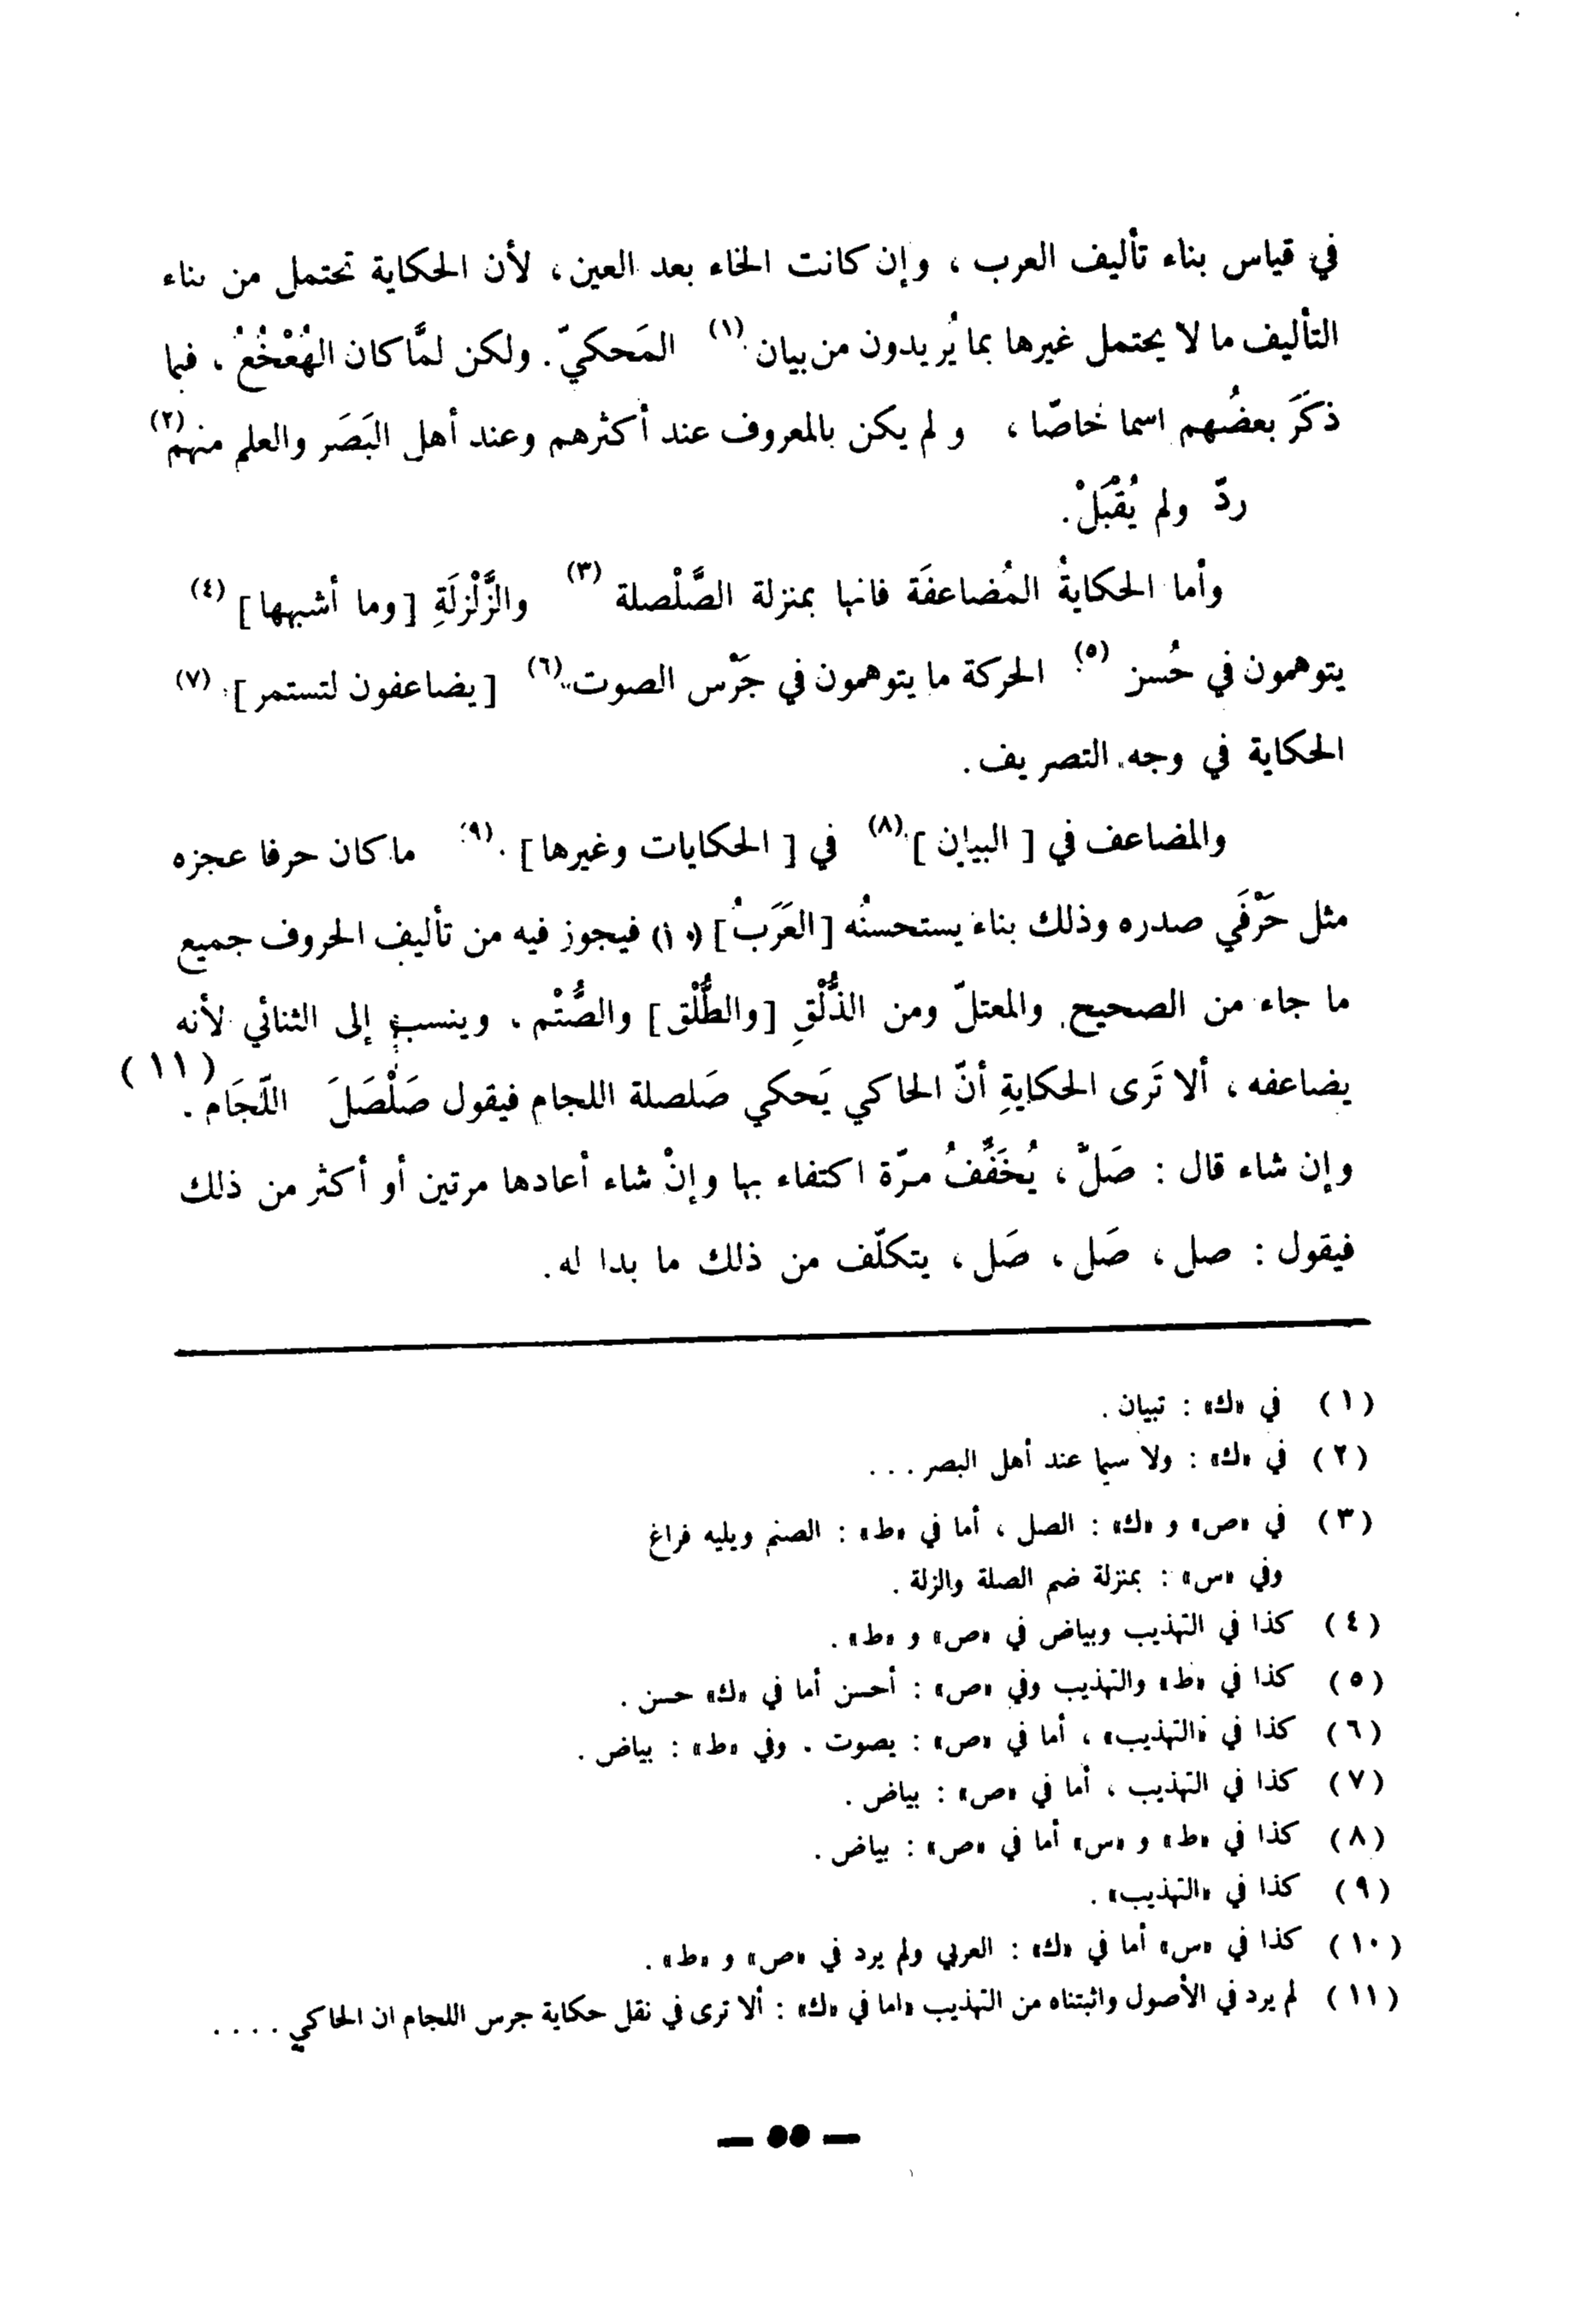 في قياس بناء تأليف العرب ، وإن كانت الخاء بعد العين، لأن الحكاية تحتمل من بناء
التأليف ما لا يحتمل غيرها بما يُريدون من بيان (١) المَحكيّ. ولكن لمَّا كان الهُعْخُعُ ، فيما
ذكَرَ بعضُهم اسما خاصّا ، و لم يكن بالمعروف عند أكثرهم وعند أهل البَصَر والعلم منهم (٢)
ردّ ولم يُقْبَلْ.
وأما الحكايةُ المُضاعفَة فانها بمنزلة الصَّلْصلة (٣) والزَّلْزلَةِ [وما أشبهها] (٤)
يتوهمون في حُسن (٥) الحركة ما يتوهمون في جَرْس الصوت (٦) [يضاعفون لتستمر] (٧)
الحكاية في وجه التصريف.
والمضاعف في [ البيان ] (٨) في [ الحكايات وغيرها] (٩) ما كان حرفا عجزه
مثل حَرْفَي صدره وذلك بناء يستحسنُه [العَرَبُ] (١٠) فيجوز فيه من تأليف الحروف جميع
ما جاء من الصحيح والمعتلّ ومن الذُّلْقِ [والطُّلْق] والصُّتْم . وينسب إلى الثنائي لأنه
يضاعفه ، ألا تَرى الحكايةِ أنّ الحاكي يَحكي صَلصلة اللجام فيقول صَلْصَلَ اللّجَام . (١١)
وإن شاء قال : صَلّ ، يُخَفِّفُ مرّة اكتفاء بها وإنْ شاء أعادها مرتين أو أكثر من ذلك
فيقول : صل ، صَل ، صَل ، يتكلّف من ذلك ما بدا له.
(١) في «ك» : تبيان .
(٢) في «ك» : ولا سيما عند أهل البصر . . .
(٣) في «ص» و «ك» : الصل ، أما في «ط» : الصنم ويليه فراغ
وفي «س» : بمنزلة ضم الصلة والزلة .
(٤) كذا في التهذيب وبياض في «ص» و «ط» .
(٥) كذا في «ط» والتهذيب وفي «ص» : أحسن أما في «ك» حسن .
(٦) كذا في «التهذيب» ، أما في «ص» : يصوت . وفي «ط» : بياض .
(٧) كذا في التهذيب ، أما في «ص» : بياض .
(٨) كذا في «ط» و «س» أما في «ص» : بياض .
(٩) كذا في «التهذيب» .
(١٠) كذا في «س» أما في «ك» : العربي ولم يرد في «ص» و «ط» .
(١١) لم يرد في الأصول واثبتناه من التهذيب «اما في «ك» : ألا ترى في نقل حكاية جرس اللجام ان الحاكي . . . .
— ٥٥ —